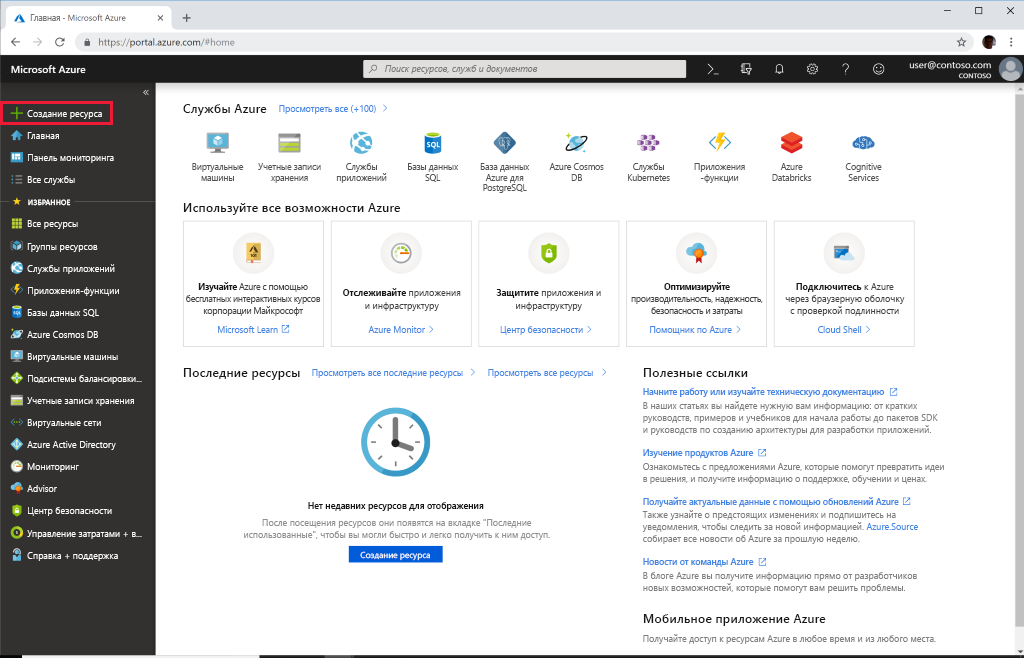 Главная - Microsoft Azure
https://portal.azure.com/#home
Microsoft Azure
Поиск ресурсов, служб и документов
user@contoso.com
CONTOSO
Создание ресурса
Главная
Панель мониторинга
Все службы
ИЗБРАННОЕ
Все ресурсы
Группы ресурсов
Службы приложений
Приложения-функции
Базы данных SQL
Azure Cosmos DB
Виртуальные машины
Подсистемы балансировки...
Учетные записи хранения
Виртуальные сети
Azure Active Directory
Мониторинг
Advisor
Центр безопасности
Управление затратами + в...
Справка + поддержка
Службы Azure
Просмотреть все (+100)
Виртуальные
машины
Учетные записи
хранения
Службы
приложений
Базы данных
SQL
База данных
Azure для
PostgreSQL
Azure Cosmos
DB
Службы
Kubernetes
Приложения
-функции
Azure
Databricks
Cognitive
Services
Используйте все возможности Azure
Изучайте Azure с помощью
бесплатных интерактивных курсов
корпорации Майкрософт
Microsoft Learn
Отслеживайте приложения
и инфраструктуру
Azure Monitor
Защитите приложения и
инфраструктуру
Центр безопасности
Оптимизируйте
производительность, надежность,
безопасность и затраты
Помощник по Azure
Подключитесь к Azure
через браузерную оболочку
с проверкой подлинности
Cloud Shell
Последние ресурсы
Просмотреть все последние ресурсы
Просмотреть все ресурсы
Нет недавних ресурсов для отображения
После посещения ресурсов они появятся на вкладке "Последние
использованные", чтобы вы могли быстро и легко получить к ним доступ.
Создание ресурса
Полезные ссылки
Начните работу или изучайте техническую документацию
В наших статьях вы найдете нужную вам информацию: от кратких
руководств, примеров и учебников для начала работы до пакетов SDK
и руководств по созданию архитектуры для разработки приложений.
Изучение продуктов Azure
Ознакомьтесь с предложениями Azure, которые помогут превратить идеи
в решения, и получите информацию о поддержке, обучении и ценах.
Получайте актуальные данные с помощью обновлений Azure
Также узнайте о предстоящих изменениях и подпишитесь на
уведомления, чтобы следить за новой информацией. Azure.Source
собирает все новости об Azure за прошлую неделю.
Новости от команды Azure
В блоге Azure вы получите информацию прямо от разработчиков
новых возможностей, которые помогут вам решить проблемы.
Мобильное приложение Azure
Получайте доступ к ресурсам Azure в любое время и из любого места.